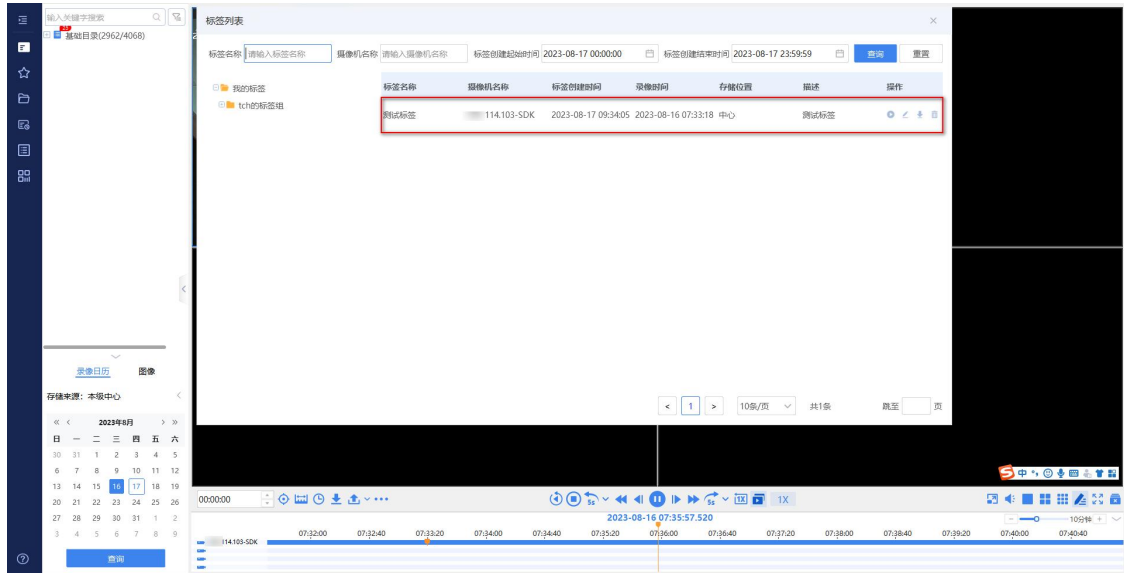 输入关键字搜索
基础目录(2962/4068)
标签列表
标签名称 请输入标签名称 摄像机名称 请输入摄像机名称 标签创建起始时间 2023-08-17 00:00:00 标签创建结束时间 2023-08-17 23:59:59 查询 重置
我的标签
tch的标签组
标签名称 摄像机名称 标签创建时间 录像时间 存储位置 描述 操作
测试标签 114.103-SDK 2023-08-17 09:34:05 2023-08-16 07:33:18 中心 测试标签
< 1 > 10条/页 共1条 跳至 页
录像日历 图像
存储来源: 本级中心
« < 2023年8月 > »
日 一 二 三 四 五 六
30 31 1 2 3 4 5
6 7 8 9 10 11 12
13 14 15 16 17 18 19
20 21 22 23 24 25 26
27 28 29 30 31 1 2
3 4 5 6 7 8 9
查询
中
00:00:00 5s 5s 1X 1X
2023-08-16 07:35:57.520
10分钟
07:32:00 07:32:40 07:33:20 07:34:00 07:34:40 07:35:20 07:36:00 07:36:40 07:37:20 07:38:00 07:38:40 07:39:20 07:40:00 07:40:40
114.103-SDK